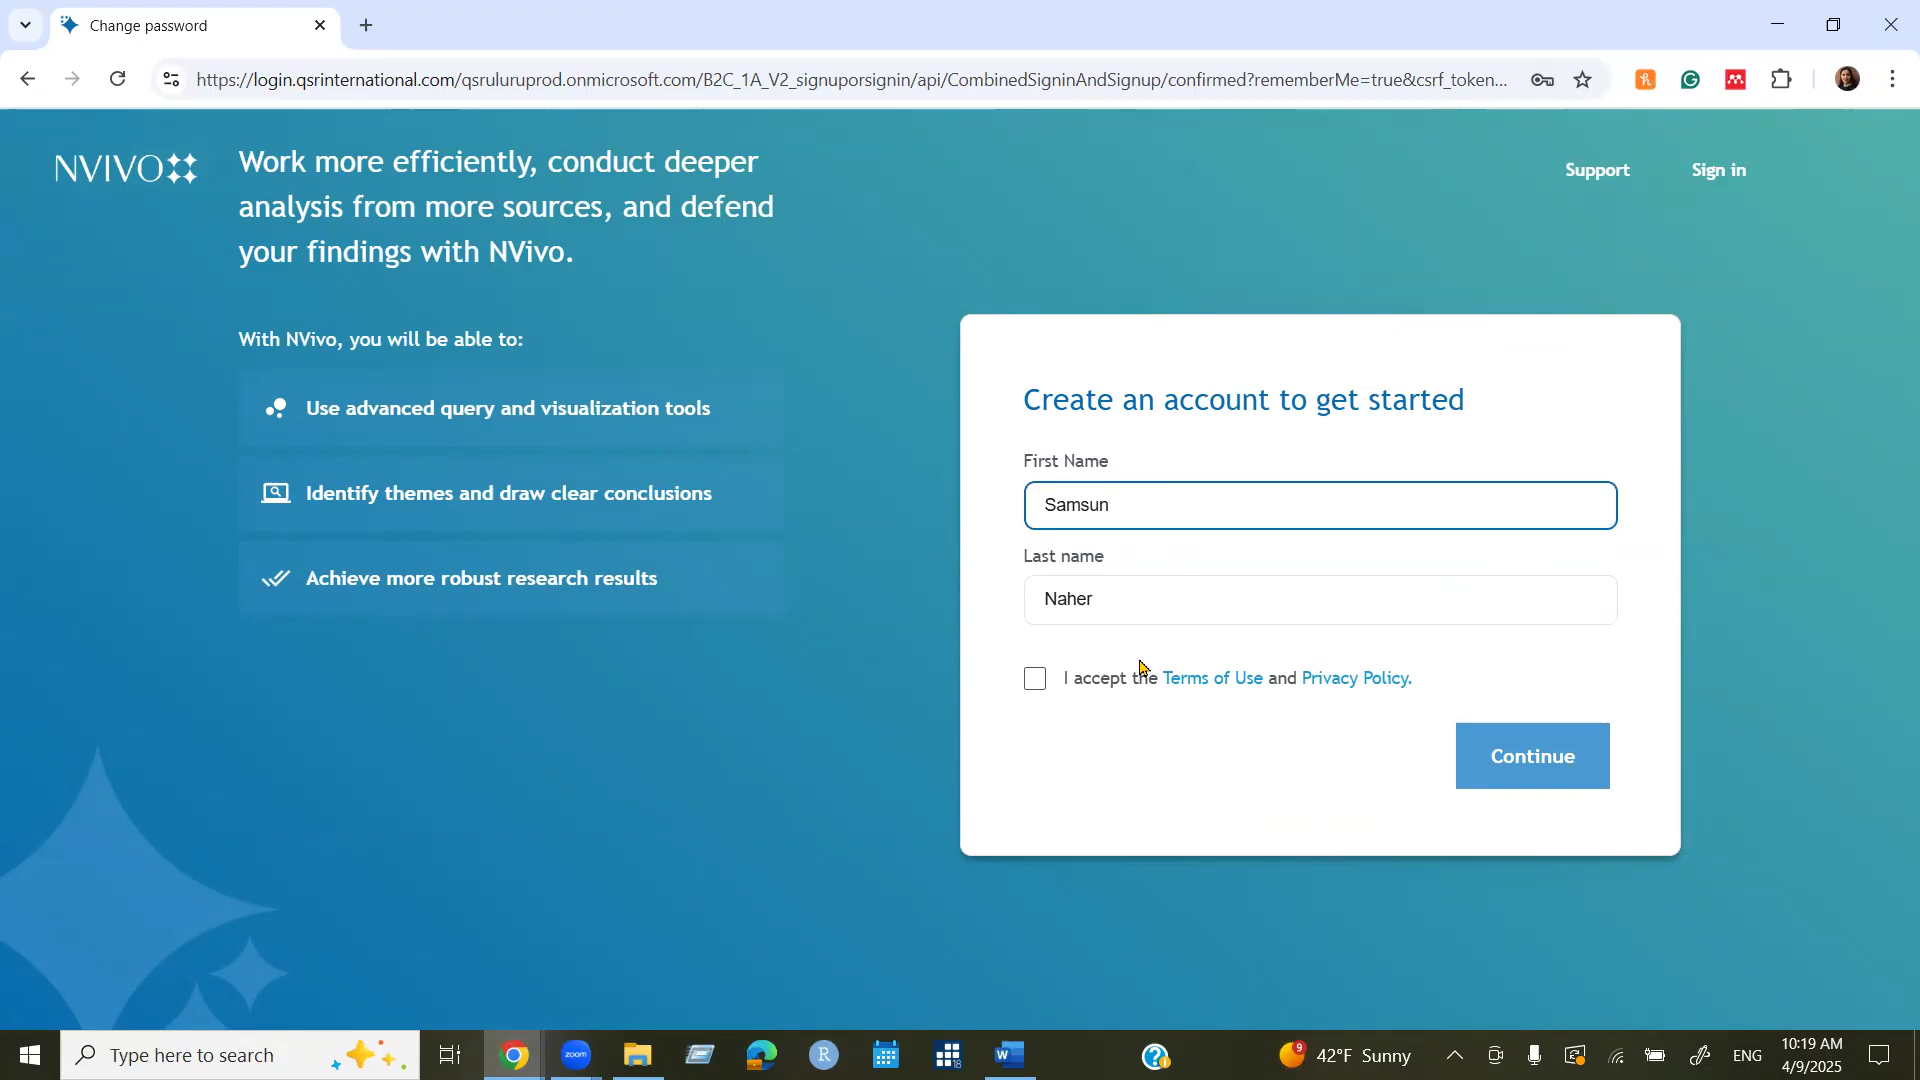 Change password
https://login.qsrinternational.com/qsruluruprod.onmicrosoft.com/B2C_1A_V2_signuporsignin/api/CombinedSigninAndSignup/confirmed?rememberMe=true&csrf_token...
NVIVO
Work more efficiently, conduct deeper
analysis from more sources, and defend
your findings with NVivo.
Support
Sign in
With NVivo, you will be able to:
Use advanced query and visualization tools
Identify themes and draw clear conclusions
Achieve more robust research results
Create an account to get started
First Name
Samsun
Last name
Naher
I accept the Terms of Use and Privacy Policy.
Continue
Type here to search
zoom
R
18
W
9
42°F Sunny
ENG
10:19 AM
4/9/2025